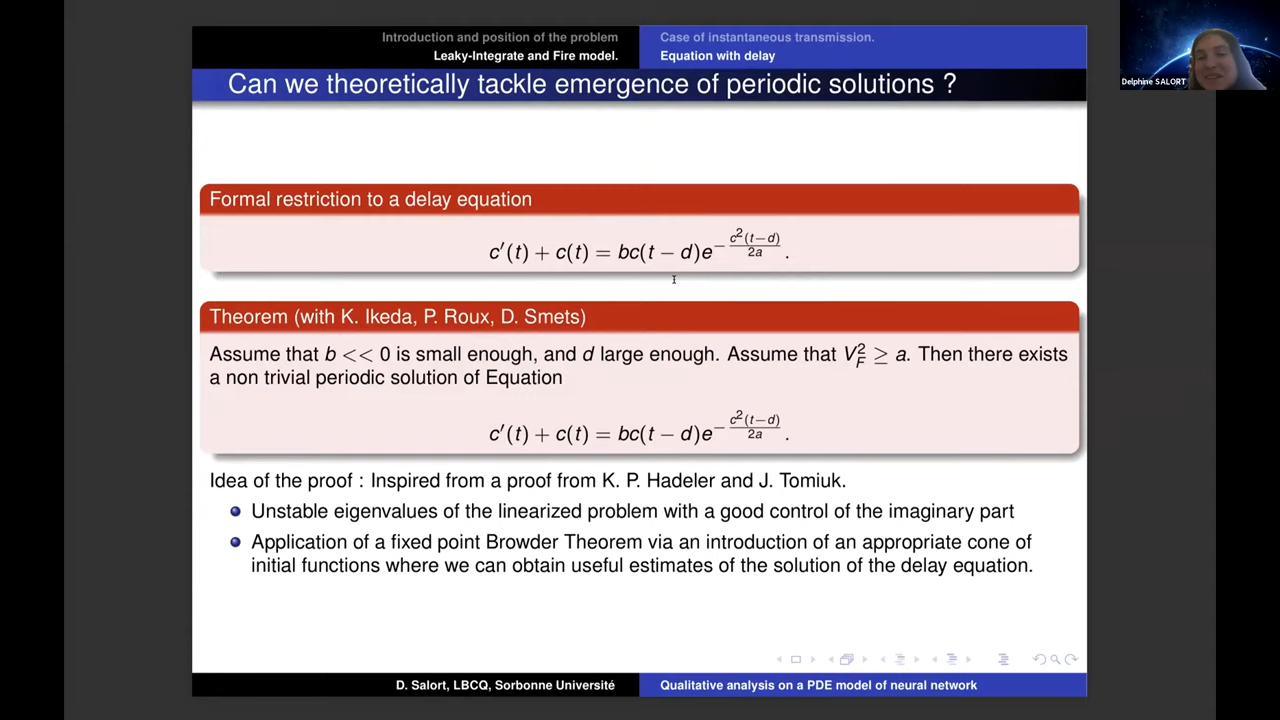 Introduction and position of the problem
Leaky-Integrate and Fire model.
Case of instantaneous transmission.
Equation with delay
Can we theoretically tackle emergence of periodic solutions ?
Delphine SALORT
Formal restriction to a delay equation
c′(t) + c(t) = bc(t − d)e^{−\frac{c²(t−d)}{2a}}.
Theorem (with K. Ikeda, P. Roux, D. Smets)
Assume that b << 0 is small enough, and d large enough. Assume that V_F² ≥ a. Then there exists
a non trivial periodic solution of Equation
c′(t) + c(t) = bc(t − d)e^{−\frac{c²(t−d)}{2a}}.
Idea of the proof : Inspired from a proof from K. P. Hadeler and J. Tomiuk.
Unstable eigenvalues of the linearized problem with a good control of the imaginary part
Application of a fixed point Browder Theorem via an introduction of an appropriate cone of
initial functions where we can obtain useful estimates of the solution of the delay equation.
D. Salort, LBCQ, Sorbonne Université
Qualitative analysis on a PDE model of neural network